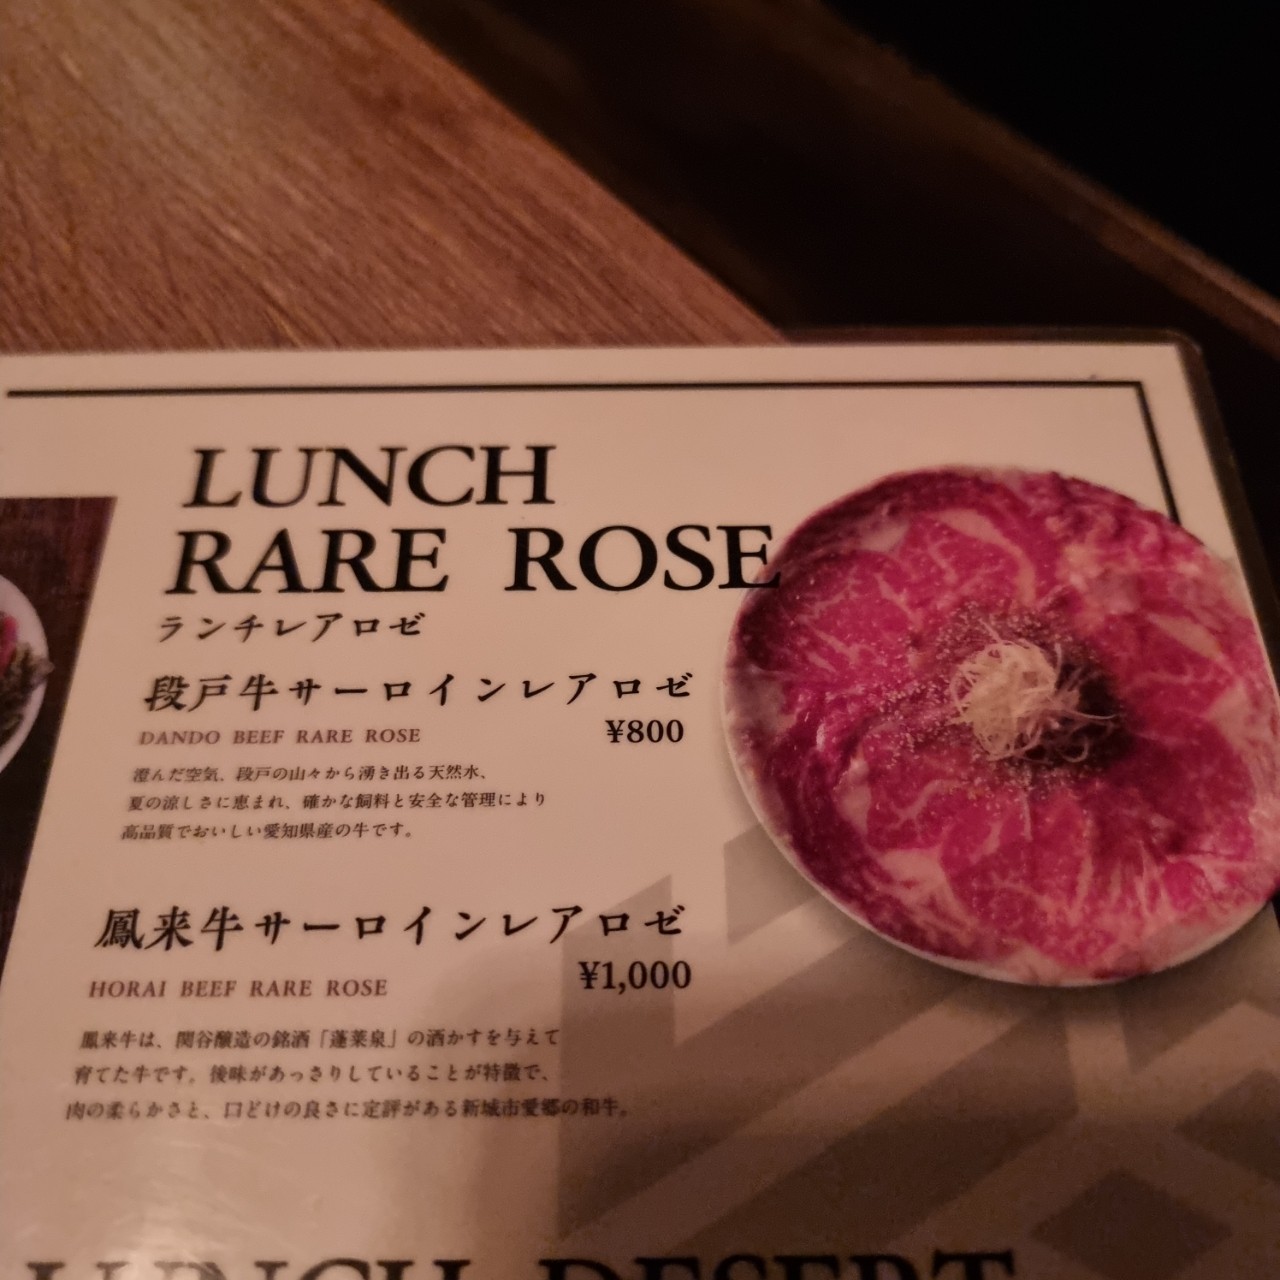 LUNCH
RARE ROSE
ランチレアロゼ
段戸牛サーロインレアロゼ
DANDO BEEF RARE ROSE ¥800
澄んだ空気、段戸の山々から湧き出る天然水、
夏の涼しさに恵まれ、確かな飼料と安全な管理により
高品質でおいしい愛知県産の牛です。
鳳来牛サーロインレアロゼ
HORAI BEEF RARE ROSE ¥1,000
鳳来牛は、関谷醸造の銘酒「蓬莱泉」の酒かすを与えて
育てた牛です。後味があっさりしていることが特徴で、
肉の柔らかさと、口どけの良さに定評がある新城市愛郷の和牛。
LUNCH DESERT